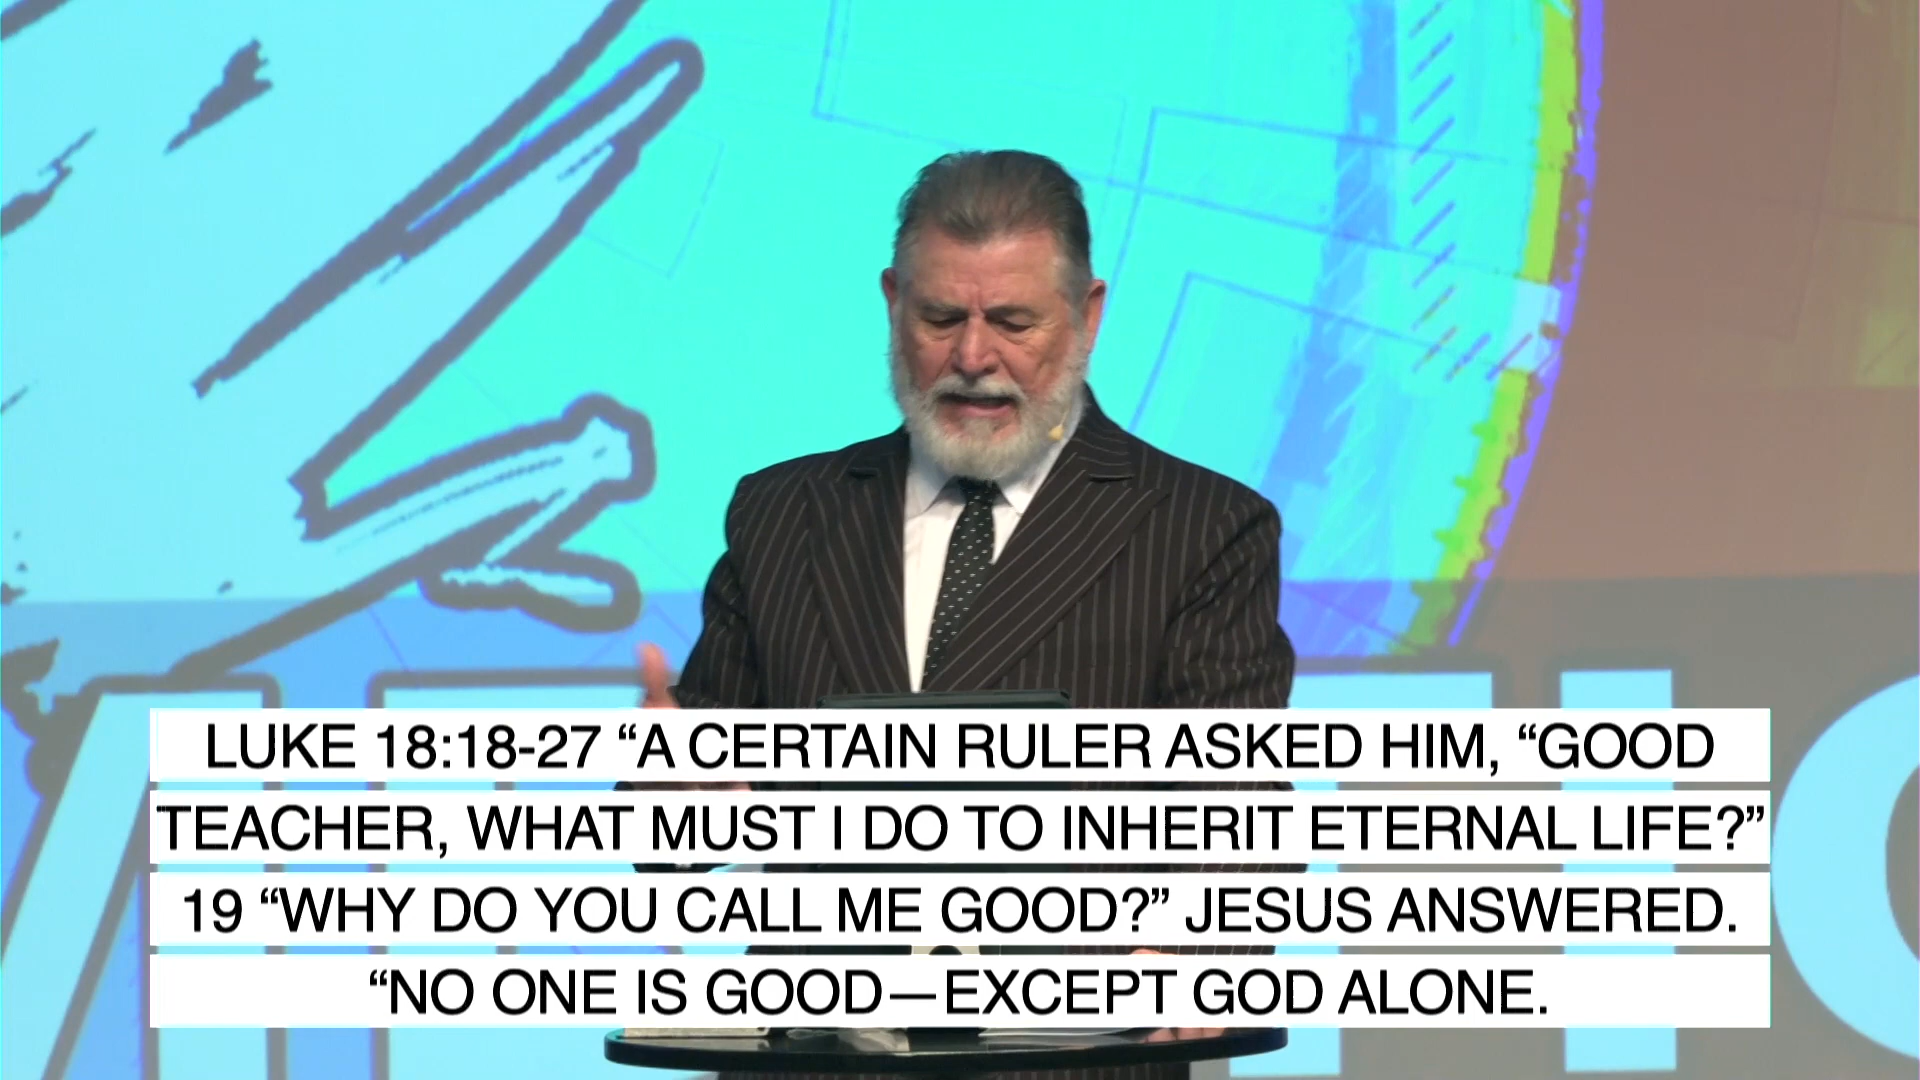 LUKE 18:18-27 “A CERTAIN RULER ASKED HIM, “GOOD
TEACHER, WHAT MUST I DO TO INHERIT ETERNAL LIFE?”
19 “WHY DO YOU CALL ME GOOD?” JESUS ANSWERED.
“NO ONE IS GOOD—EXCEPT GOD ALONE.